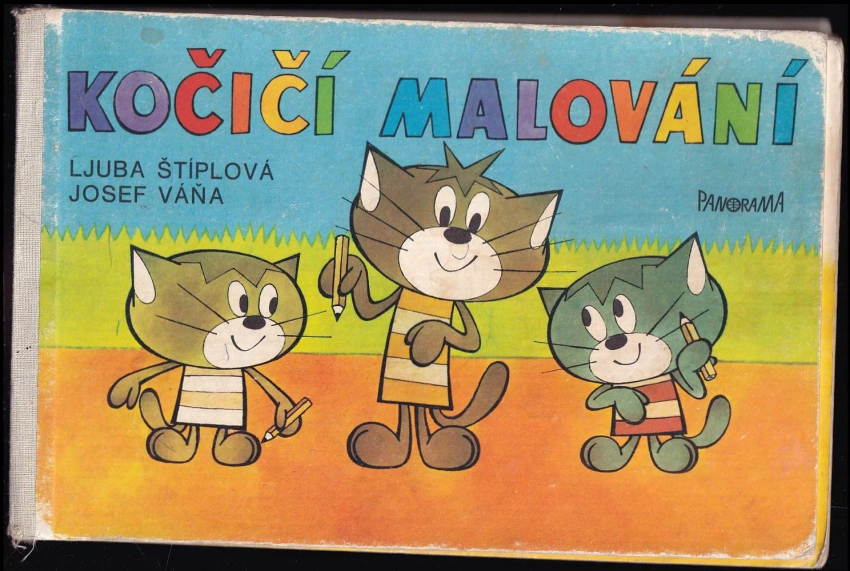 KOČIČÍ MALOVÁNÍ
LJUBA ŠTÍPLOVÁ
JOSEF VÁŇA
PANORAMA